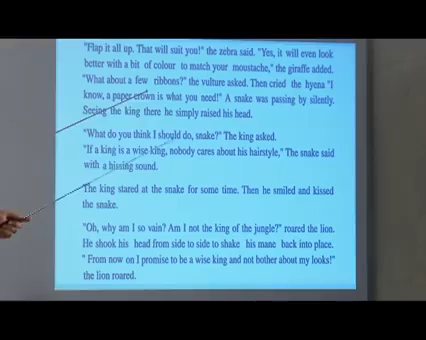 "Flap it all up. That will suit you!" the zebra said. "Yes, it will even look
better with a bit of colour to match your moustache," the giraffe added.
"What about a few ribbons?" the vulture asked. Then cried the hyena "I
know, a paper crown is what you need!" A snake was passing by silently.
Seeing the king there he simply raised his head.
"What do you think I should do, snake?" The king asked.
"If a king is a wise king, nobody cares about his hairstyle," The snake said
with a hissing sound.
The king stared at the snake for some time. Then he smiled and kissed
the snake.
"Oh, why am I so vain? Am I not the king of the jungle?" roared the lion.
He shook his head from side to side to shake his mane back into place.
" From now on I promise to be a wise king and not bother about my looks!"
the lion roared.